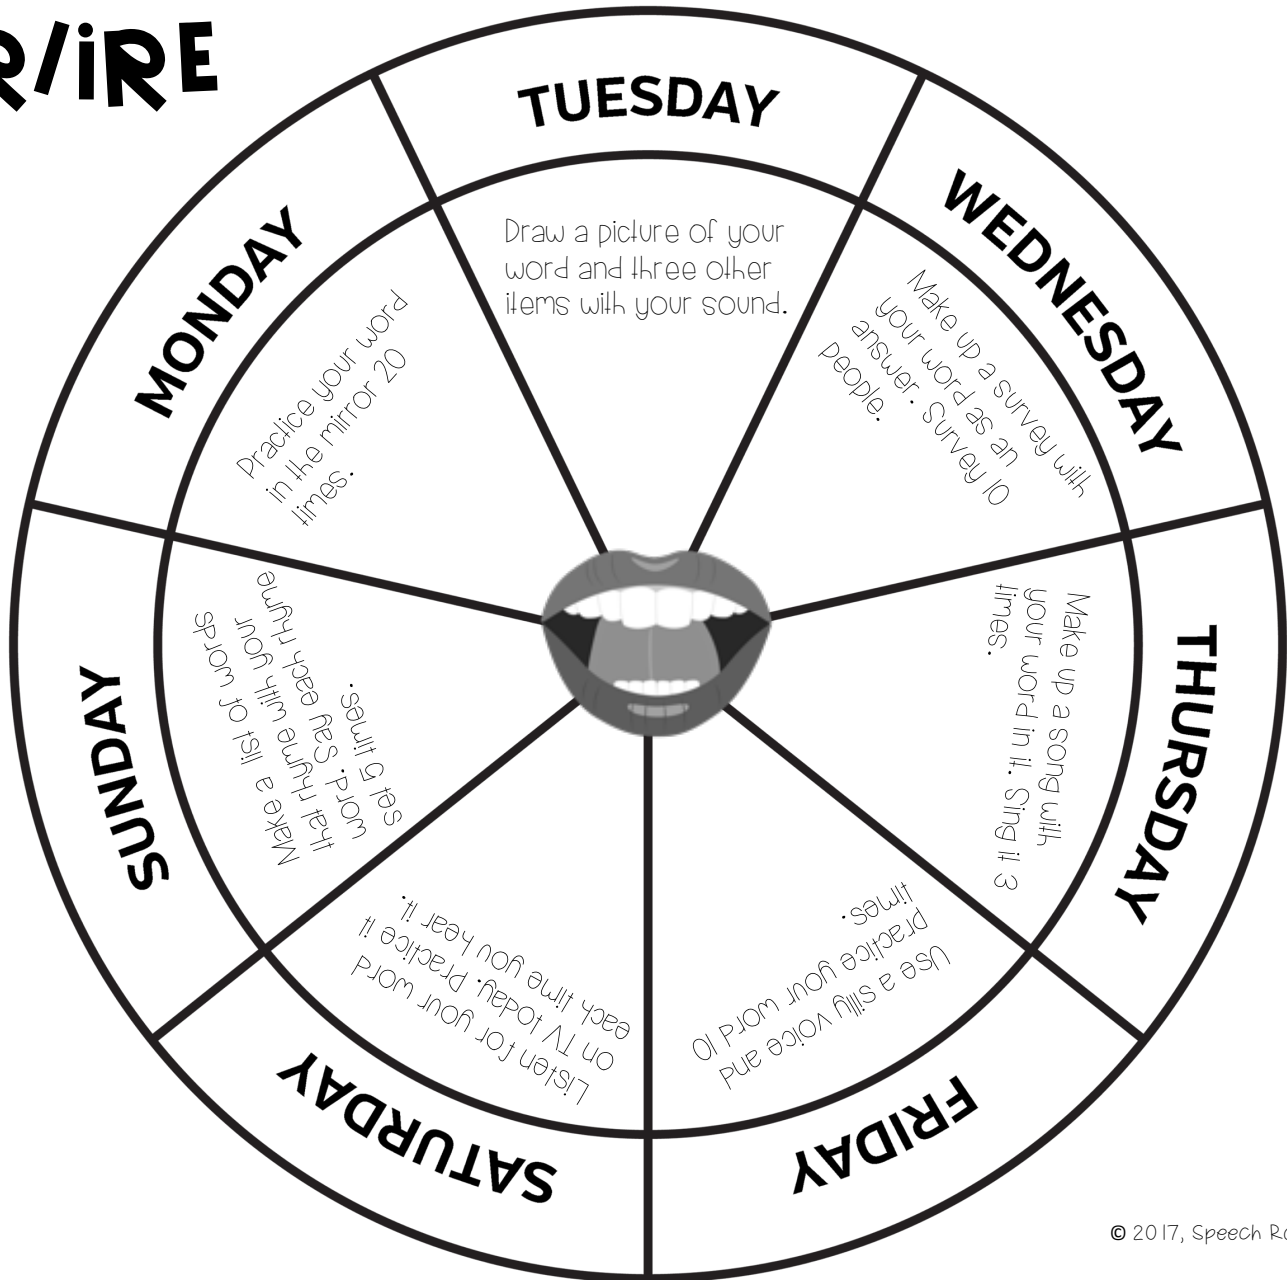 R/iRE
MONDAY
Practice your word
in the mirror 20
times.
TUESDAY
Draw a picture of your
word and three other
items with your sound.
WEDNESDAY
Make up a survey with
your word as an
answer. Survey 10
people.
THURSDAY
Make up a song with
your word in it. Sing it 3
times.
FRIDAY
Use a silly voice and
practice your word 10
times.
SATURDAY
Listen for your word
on TV today. Practice it
each time you hear it.
SUNDAY
Make a list of words
that rhyme with your
word. Say each rhyme
set 5 times.
© 2017, Speech